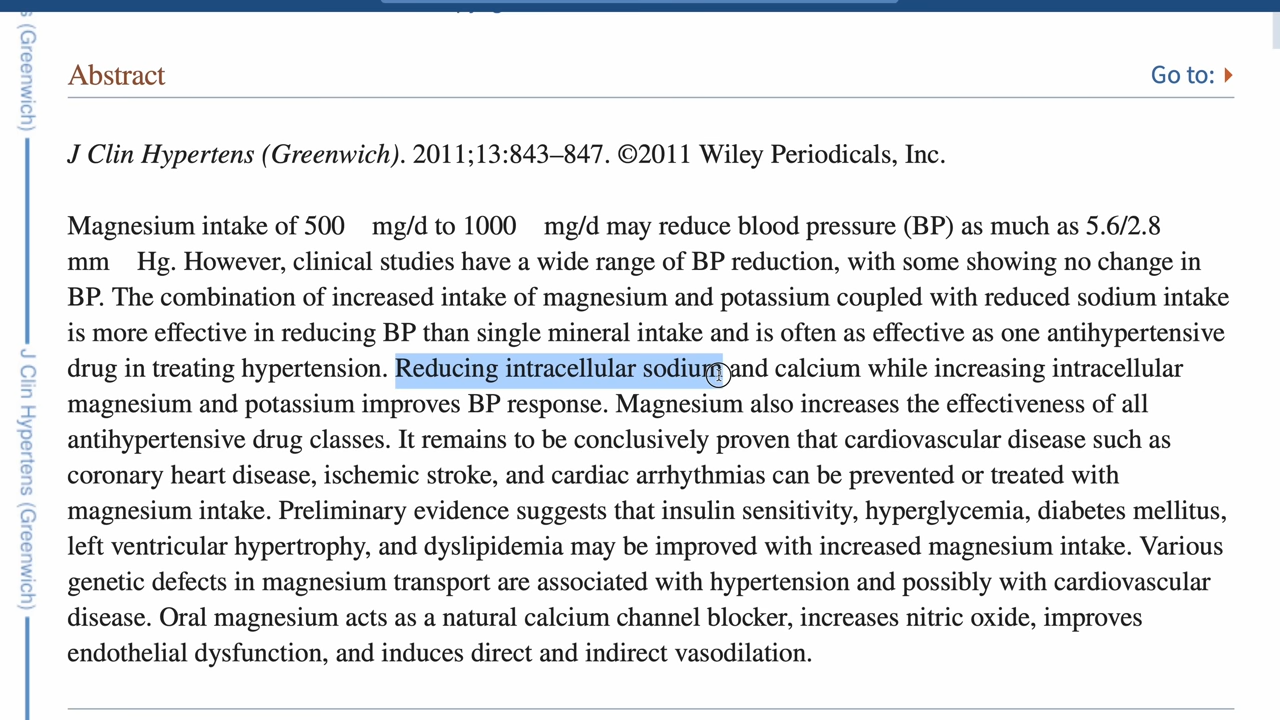 Abstract
Go to:
J Clin Hypertens (Greenwich). 2011;13:843–847. ©2011 Wiley Periodicals, Inc.
Magnesium intake of 500 mg/d to 1000 mg/d may reduce blood pressure (BP) as much as 5.6/2.8
mm Hg. However, clinical studies have a wide range of BP reduction, with some showing no change in
BP. The combination of increased intake of magnesium and potassium coupled with reduced sodium intake
is more effective in reducing BP than single mineral intake and is often as effective as one antihypertensive
drug in treating hypertension. Reducing intracellular sodium and calcium while increasing intracellular
magnesium and potassium improves BP response. Magnesium also increases the effectiveness of all
antihypertensive drug classes. It remains to be conclusively proven that cardiovascular disease such as
coronary heart disease, ischemic stroke, and cardiac arrhythmias can be prevented or treated with
magnesium intake. Preliminary evidence suggests that insulin sensitivity, hyperglycemia, diabetes mellitus,
left ventricular hypertrophy, and dyslipidemia may be improved with increased magnesium intake. Various
genetic defects in magnesium transport are associated with hypertension and possibly with cardiovascular
disease. Oral magnesium acts as a natural calcium channel blocker, increases nitric oxide, improves
endothelial dysfunction, and induces direct and indirect vasodilation.
s (Greenwich)
J Clin Hypertens (Greenwich)